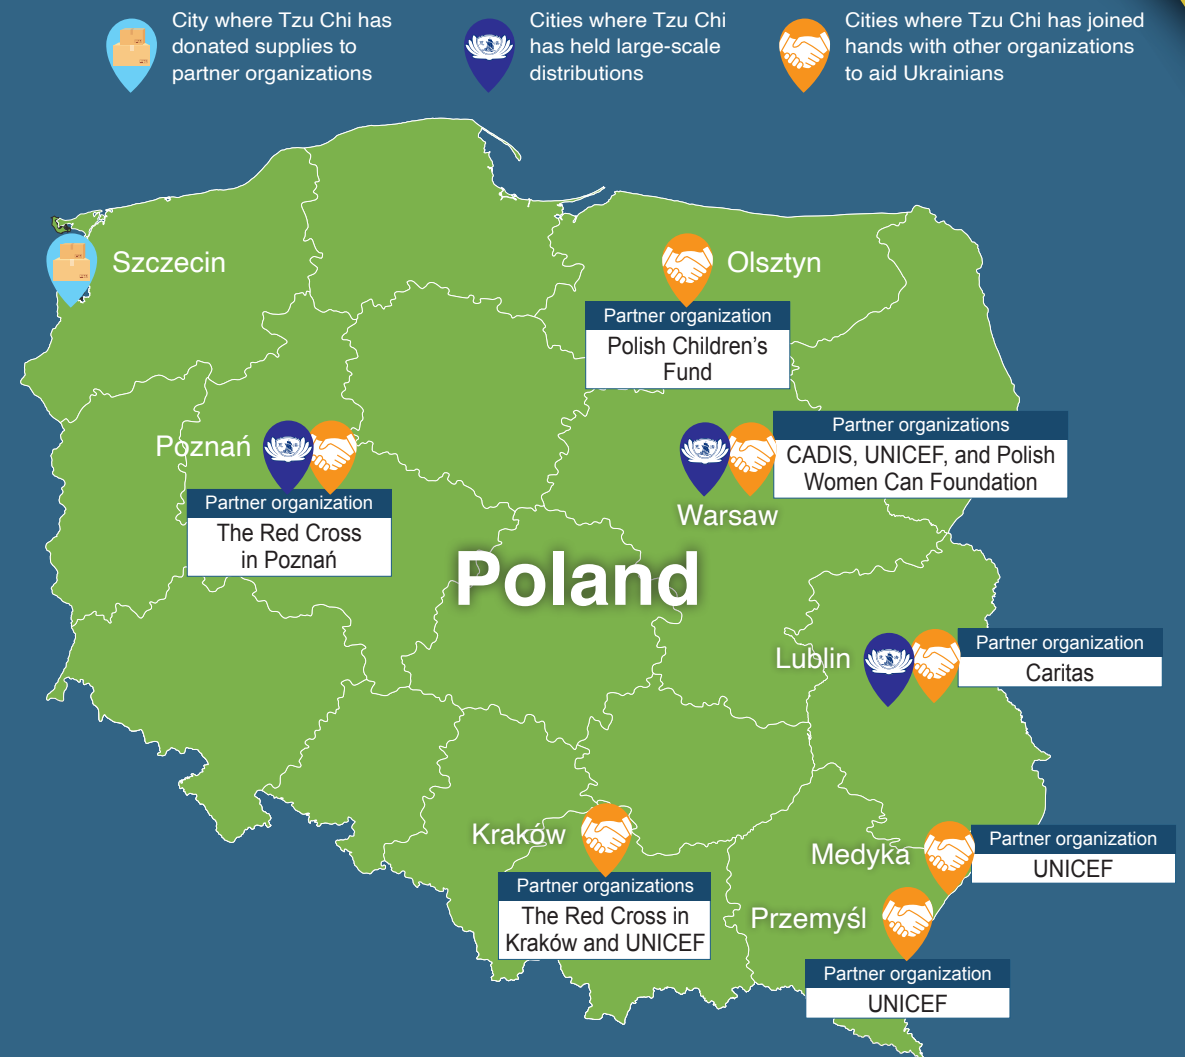 City where Tzu Chi has
donated supplies to
partner organizations
Cities where Tzu Chi
has held large-scale
distributions
Cities where Tzu Chi has joined
hands with other organizations
to aid Ukrainians
Szczecin
Olsztyn
Partner organization
Polish Children's
Fund
Poznań
Partner organization
The Red Cross
in Poznań
Partner organizations
CADIS, UNICEF, and Polish
Women Can Foundation
Warsaw
Poland
Lublin
Partner organization
Caritas
Kraków
Partner organizations
The Red Cross in
Kraków and UNICEF
Medyka
Partner organization
UNICEF
Przemyśl
Partner organization
UNICEF